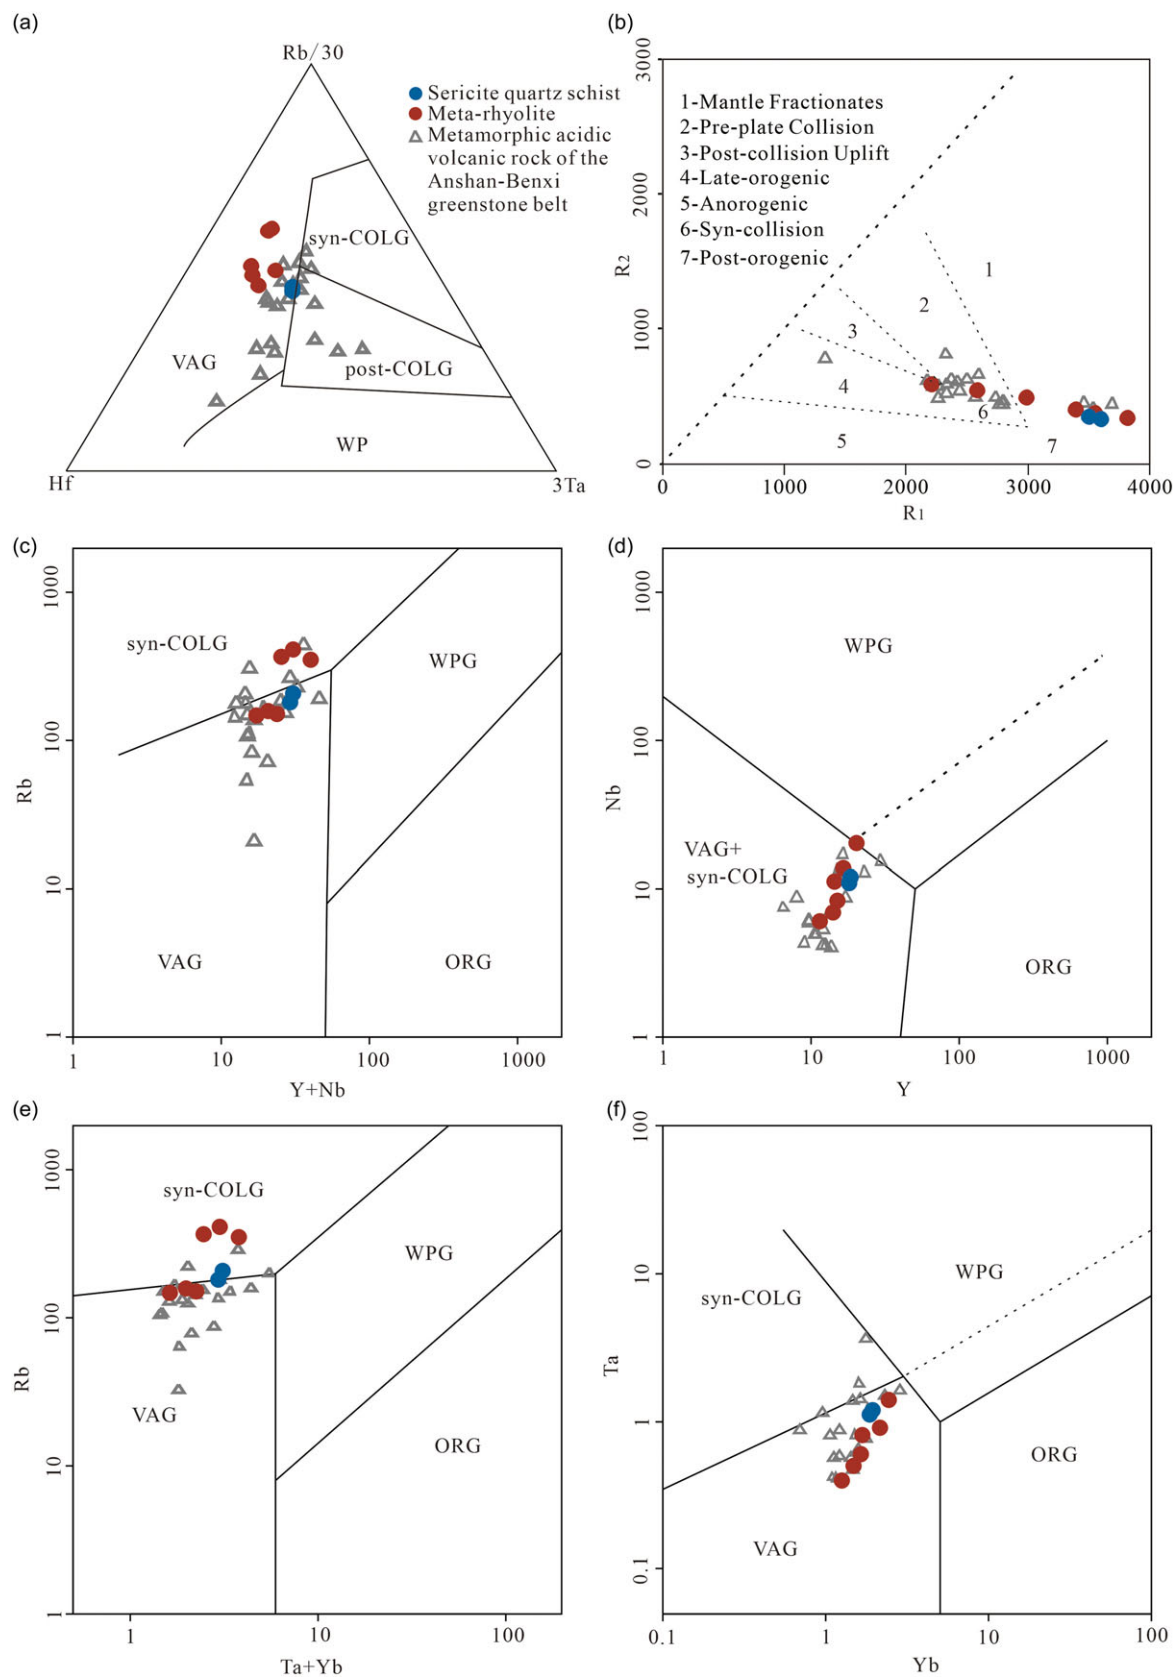 (a)
Rb/30
Sericite quartz schist
Meta-rhyolite
Metamorphic acidic
volcanic rock of the
Anshan-Benxi
greenstone belt
syn-COLG
VAG
post-COLG
WP
Hf
3Ta
(b)
3000
2000
1000
0
R2
1-Mantle Fractionates
2-Pre-plate Collision
3-Post-collision Uplift
4-Late-orogenic
5-Anorogenic
6-Syn-collision
7-Post-orogenic
1
2
3
4
5
6
7
0 1000 2000 3000 4000
R1
(c)
1000
100
10
1
Rb
syn-COLG
WPG
VAG
ORG
1 10 100 1000
Y+Nb
(d)
1000
100
10
1
Nb
WPG
VAG+
syn-COLG
ORG
1 10 100 1000
Y
(e)
1000
100
10
1
Rb
syn-COLG
WPG
VAG
ORG
1 10 100
Ta+Yb
(f)
100
10
1
0.1
Ta
syn-COLG
WPG
VAG
ORG
0.1 1 10 100
Yb